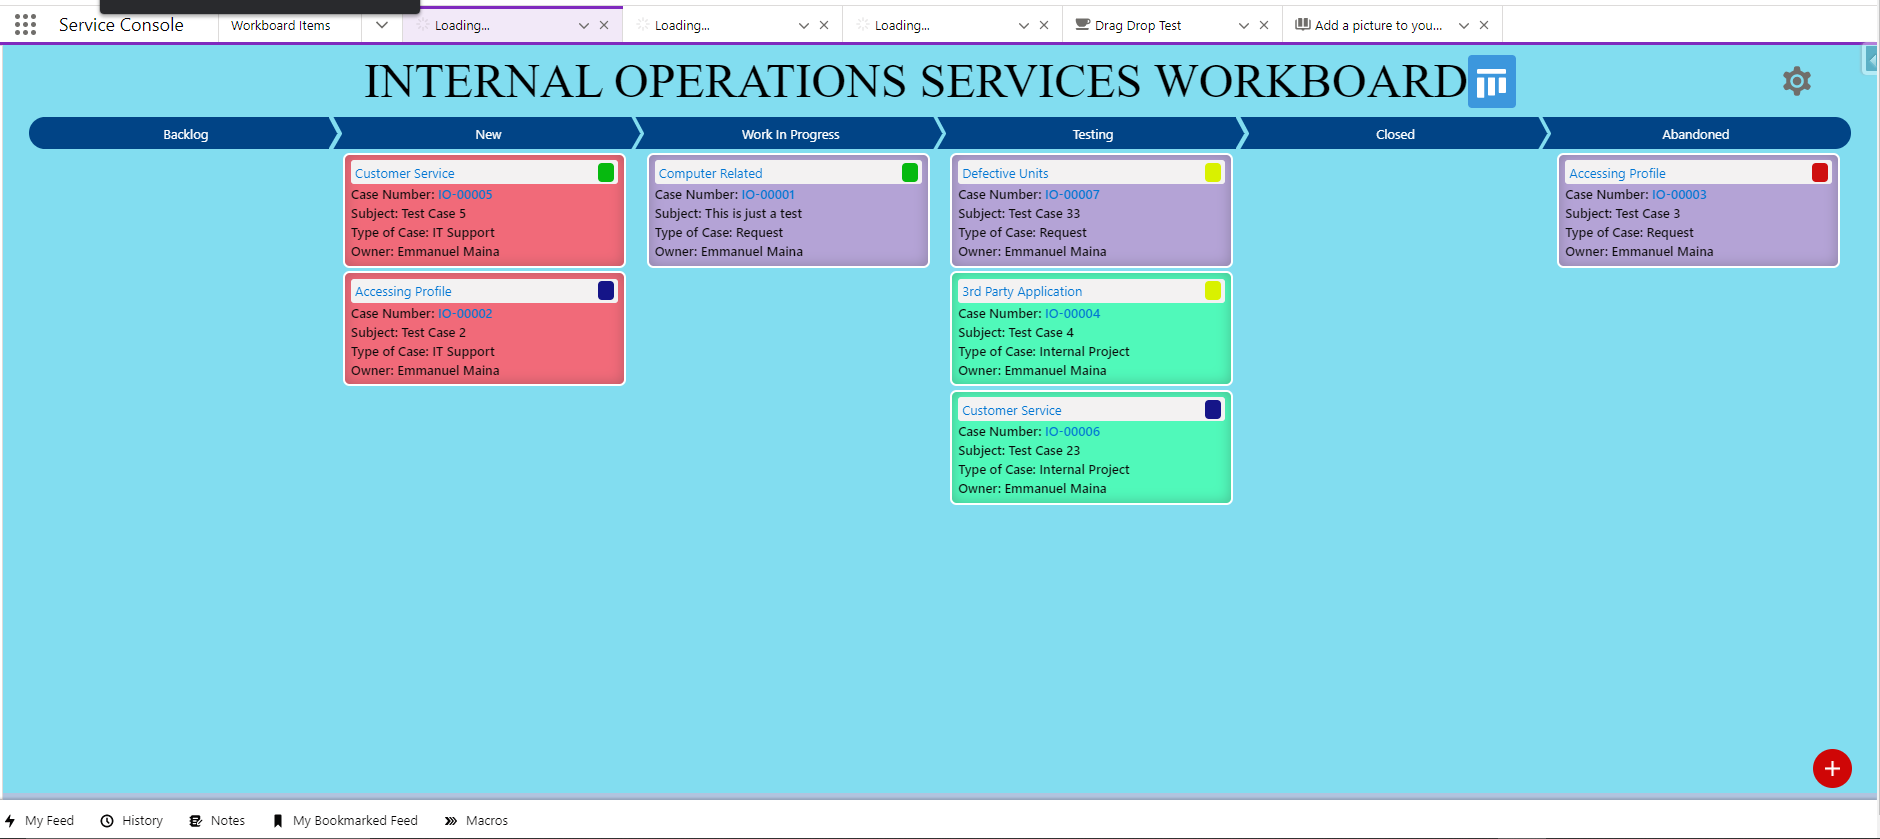 Service Console
Workboard Items
Loading...
Loading...
Loading...
Drag Drop Test
Add a picture to you...
INTERNAL OPERATIONS SERVICES WORKBOARD
Backlog
New
Work In Progress
Testing
Closed
Abandoned
Customer Service
Case Number: IO-00005
Subject: Test Case 5
Type of Case: IT Support
Owner: Emmanuel Maina
Accessing Profile
Case Number: IO-00002
Subject: Test Case 2
Type of Case: IT Support
Owner: Emmanuel Maina
Computer Related
Case Number: IO-00001
Subject: This is just a test
Type of Case: Request
Owner: Emmanuel Maina
Defective Units
Case Number: IO-00007
Subject: Test Case 33
Type of Case: Request
Owner: Emmanuel Maina
3rd Party Application
Case Number: IO-00004
Subject: Test Case 4
Type of Case: Internal Project
Owner: Emmanuel Maina
Customer Service
Case Number: IO-00006
Subject: Test Case 23
Type of Case: Internal Project
Owner: Emmanuel Maina
Accessing Profile
Case Number: IO-00003
Subject: Test Case 3
Type of Case: Request
Owner: Emmanuel Maina
My Feed
History
Notes
My Bookmarked Feed
Macros